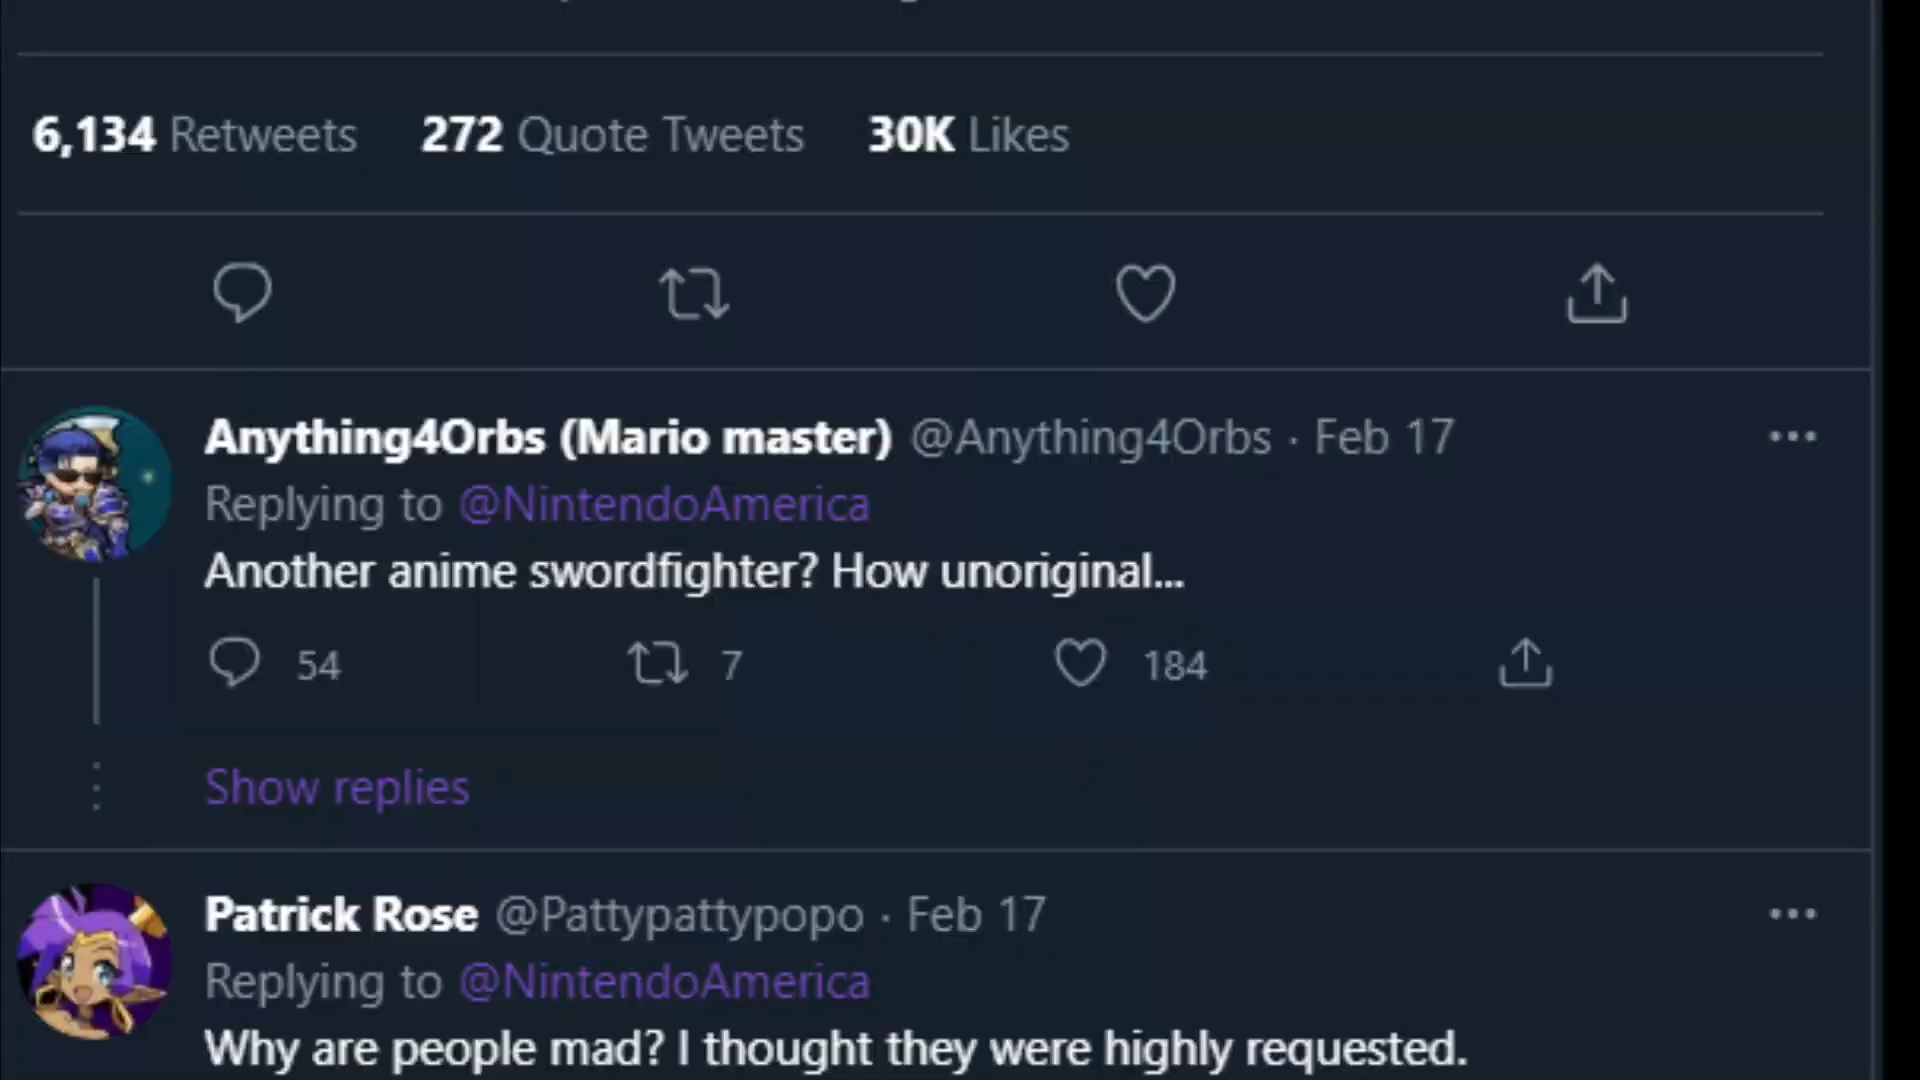 6,134 Retweets 272 Quote Tweets 30K Likes
Anything4Orbs (Mario master) @Anything4Orbs · Feb 17
Replying to @NintendoAmerica
Another anime swordfighter? How unoriginal...
54 7 184
Show replies
Patrick Rose @Pattypattypopo · Feb 17
Replying to @NintendoAmerica
Why are people mad? I thought they were highly requested.